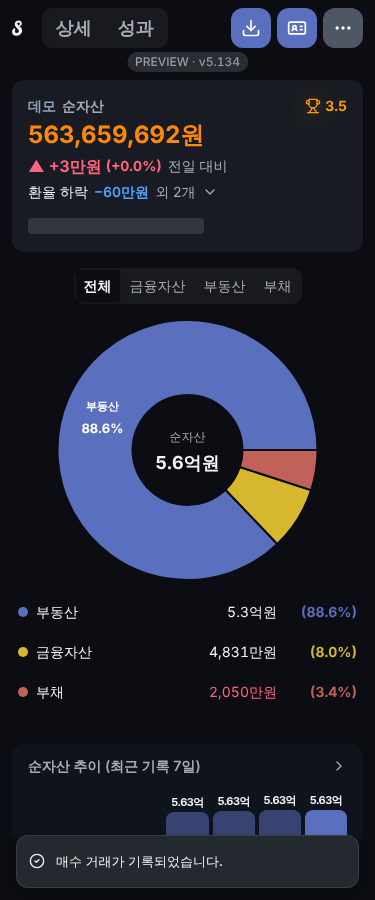 상세 성과
PREVIEW · v5.134
데모 순자산 3.5
563,659,692원
▲ +3만원 (+0.0%) 전일 대비
환율 하락 −60만원 외 2개
전체 금융자산 부동산 부채
부동산
88.6%
순자산
5.6억원
부동산 5.3억원 (88.6%)
금융자산 4,831만원 (8.0%)
부채 2,050만원 (3.4%)
순자산 추이 (최근 기록 7일)
5.63억 5.63억 5.63억 5.63억
매수 거래가 기록되었습니다.